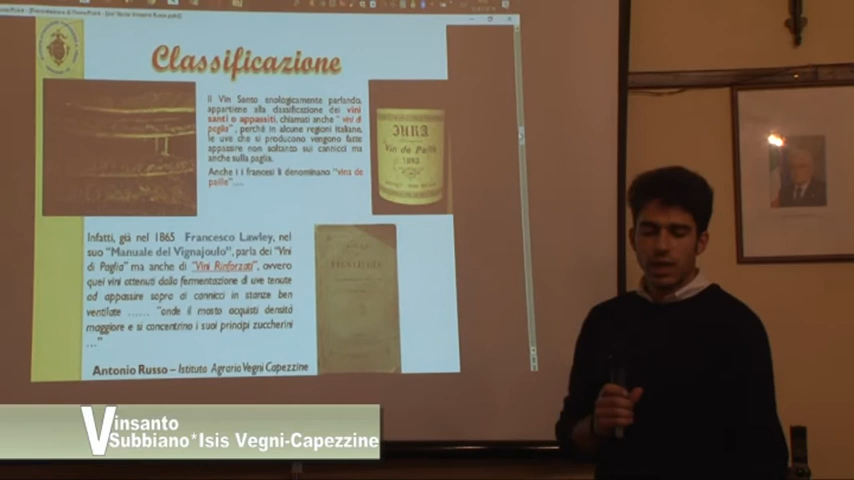 Classificazione
Il Vin Santo enologicamente parlando,
appartiene alla classificazione dei vini
santi o appassiti, chiamati anche "vini di
paglia", perchè in alcune regioni italiane,
le uve che si producono vengono fatte
appassire non soltanto sui cannicci ma
anche sulla paglia.
Anche i i francesi li denominano "vins de
paille"....
JURA
Vin de Paille
1992
Infatti, già nel 1865 Francesco Lawley, nel
suo "Manuale del Vignajoulo", parla dei "Vini
di Paglia" ma anche di "Vini Rinforzati", ovvero
quei vini ottenuti dalla fermentazione di uve tenute
ad appassire sopra di cannicci in stanze ben
ventilate ...... "onde il mosto acquisti densità
maggiore e si concentrino i suoi principi zuccherini
..."
Antonio Russo – Istituto Agrario Vegni Capezzine
Vinsanto
Subbiano*Isis Vegni-Capezzine